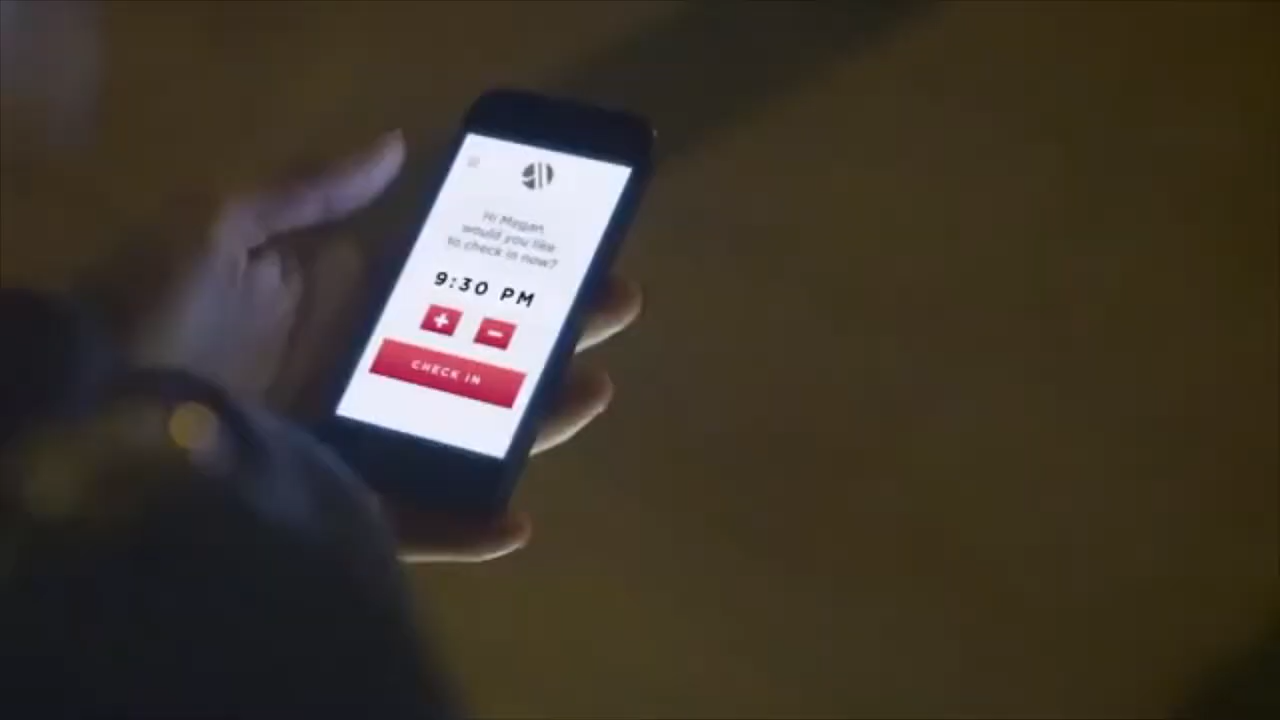 Hi Megan,
would you like
to check in now?
9:30 PM
+ -
CHECK IN